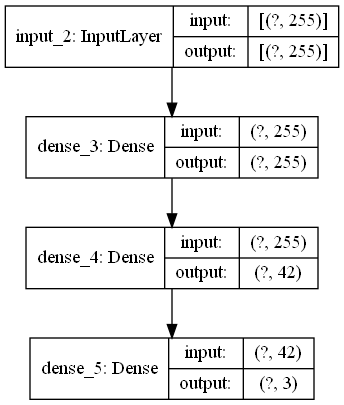 input_2: InputLayer
input: [(?, 255)]
output: [(?, 255)]
dense_3: Dense
input: (?, 255)
output: (?, 255)
dense_4: Dense
input: (?, 255)
output: (?, 42)
dense_5: Dense
input: (?, 42)
output: (?, 3)